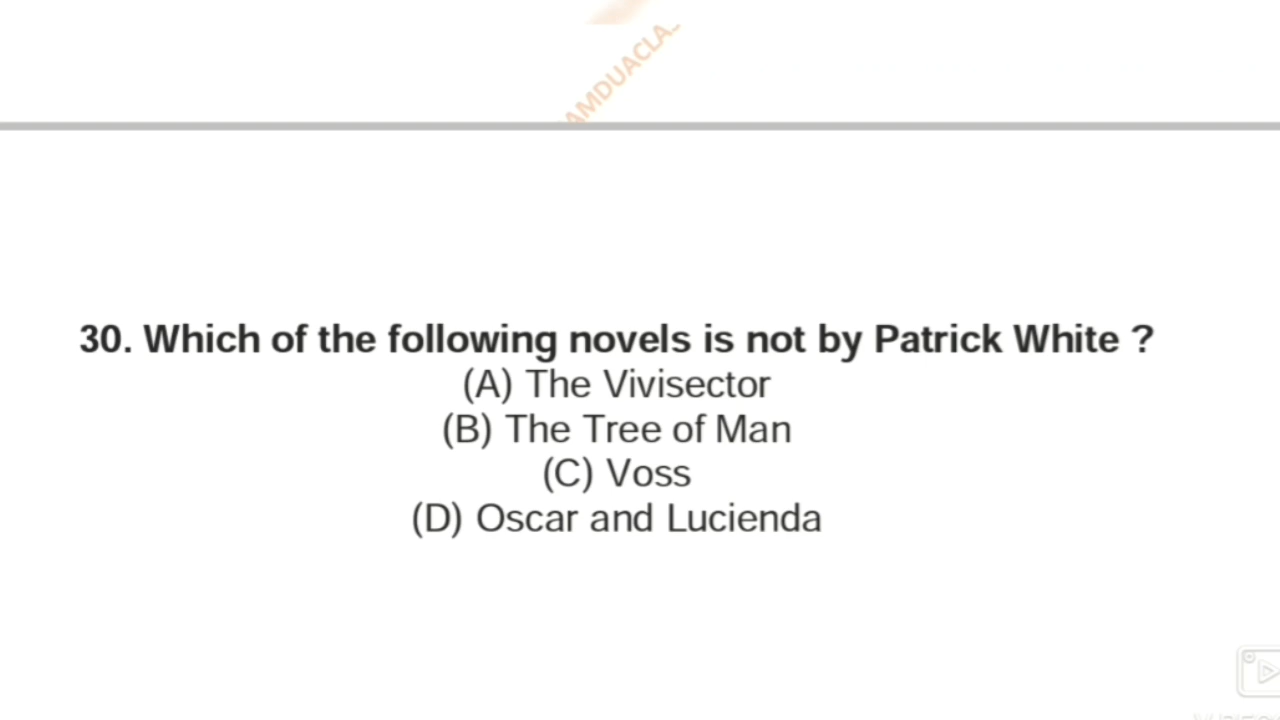 AMDUACLA
30. Which of the following novels is not by Patrick White ?
(A) The Vivisector
(B) The Tree of Man
(C) Voss
(D) Oscar and Lucienda